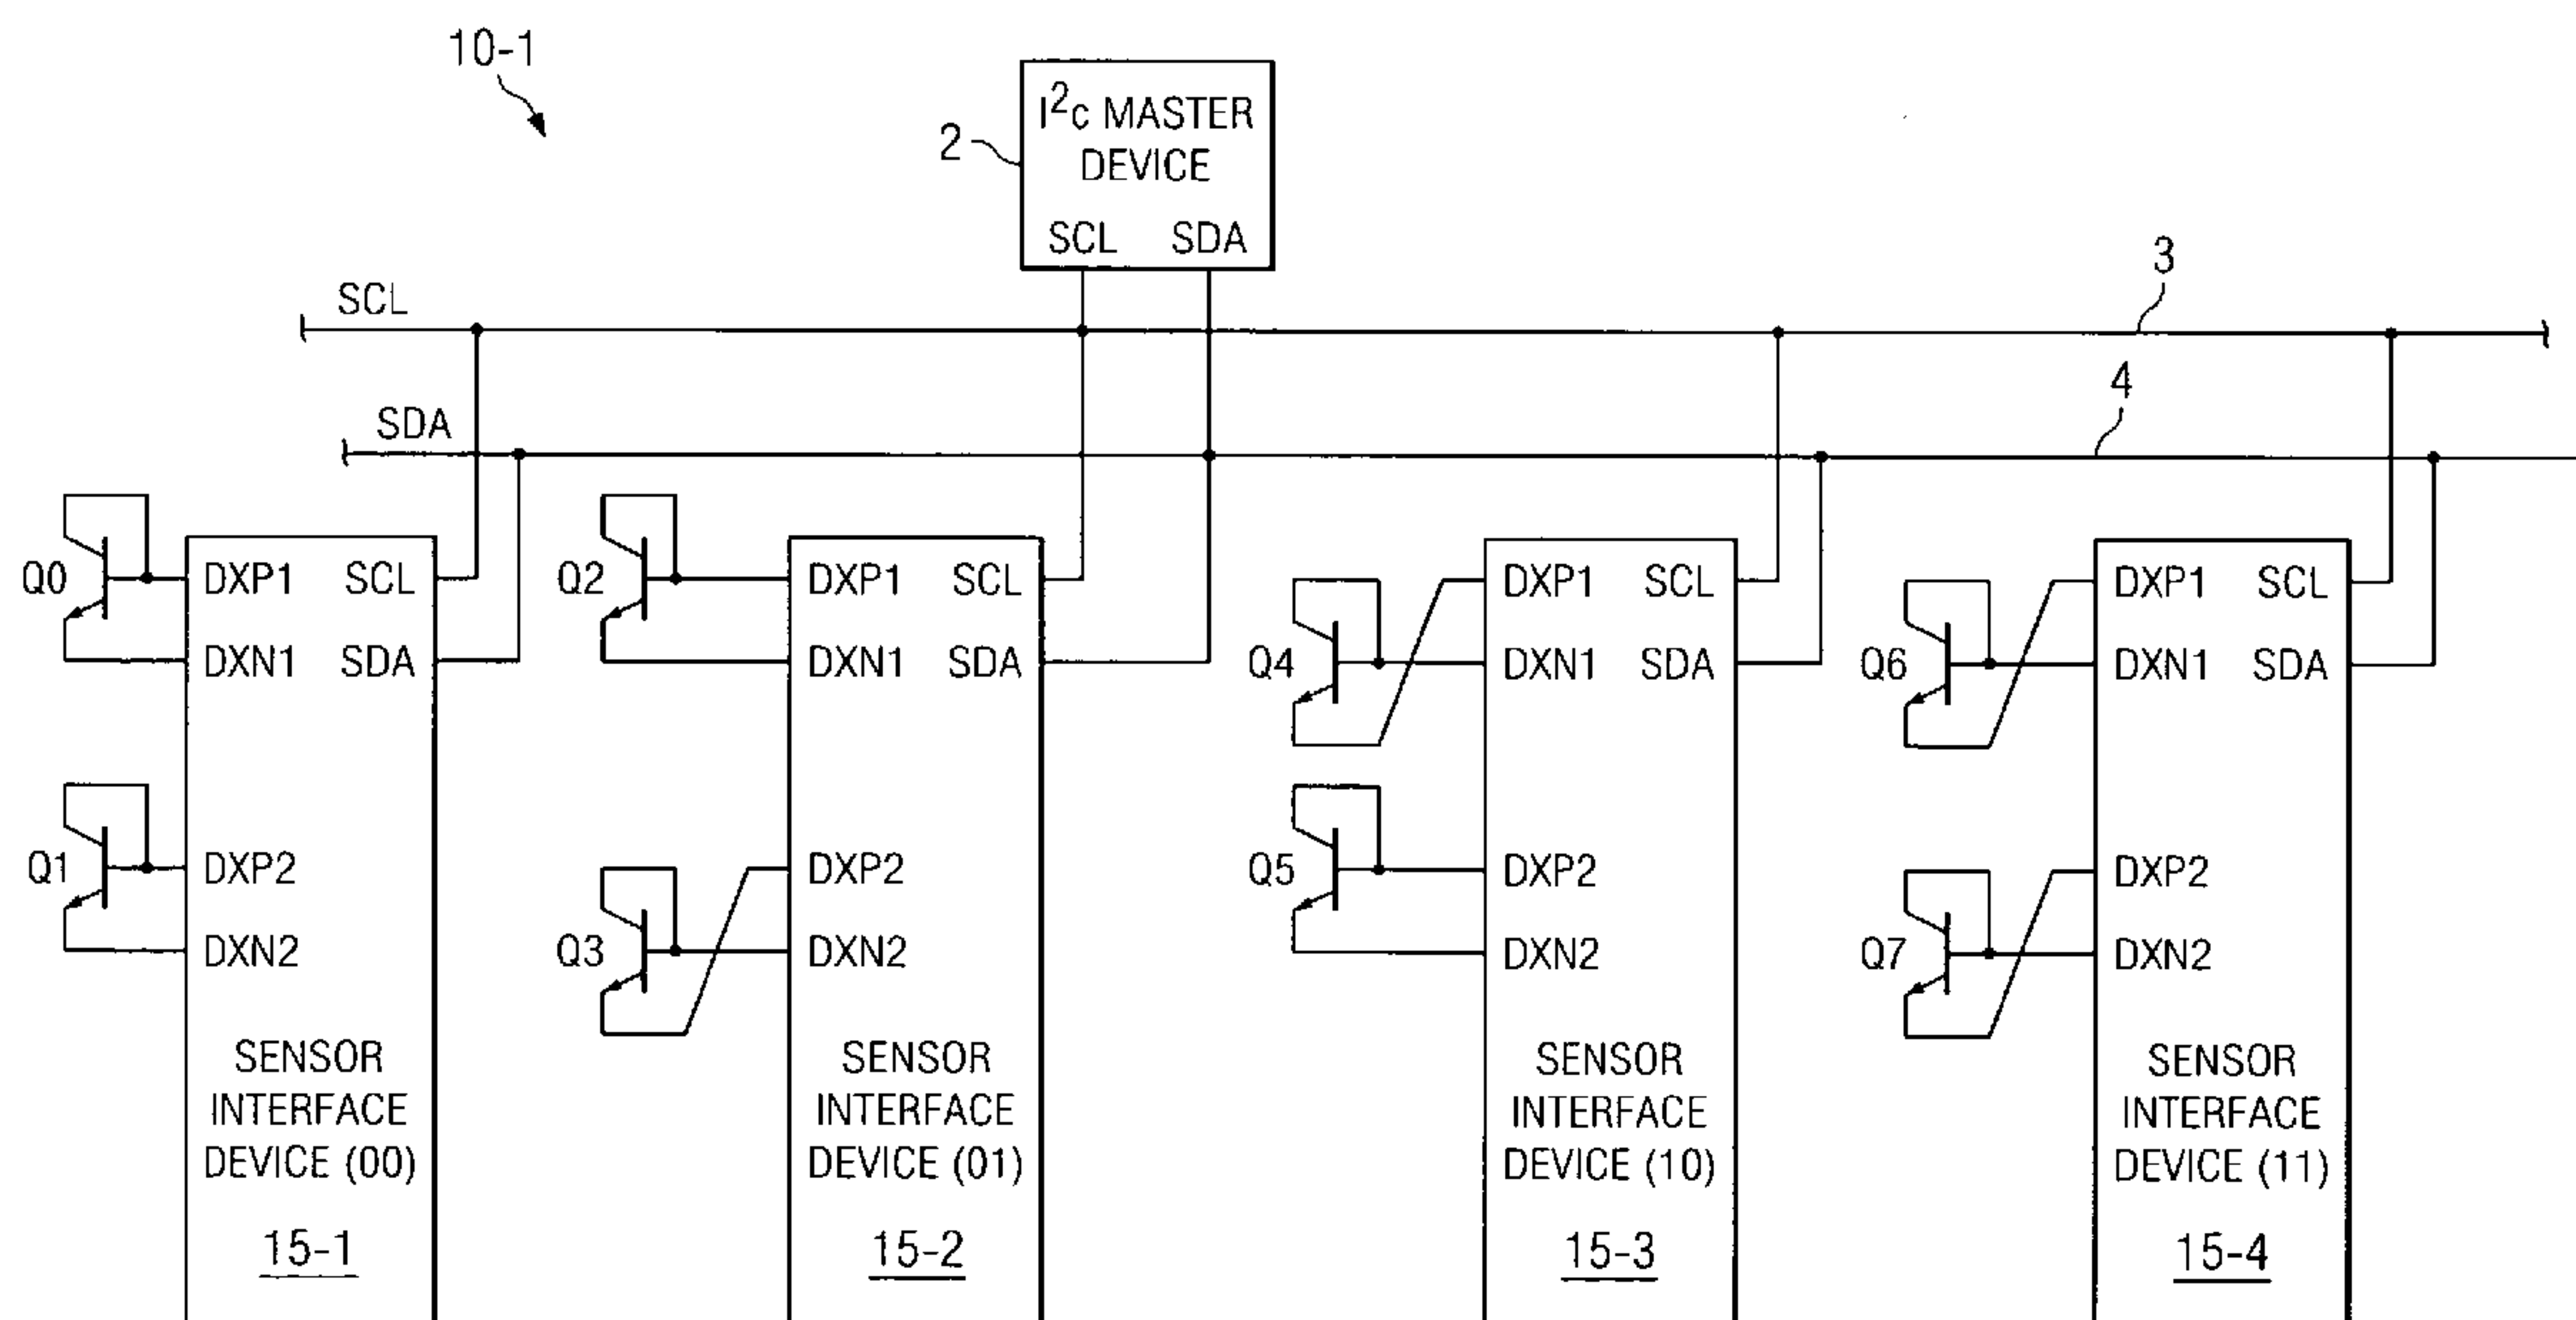 10-1
I²C MASTER
DEVICE
SCL SDA
2
3
SCL
4
SDA
Q0
DXP1 SCL
DXN1 SDA
Q1
DXP2
DXN2
SENSOR
INTERFACE
DEVICE (00)
15-1
Q2
DXP1 SCL
DXN1 SDA
Q3
DXP2
DXN2
SENSOR
INTERFACE
DEVICE (01)
15-2
Q4
DXP1 SCL
DXN1 SDA
Q5
DXP2
DXN2
SENSOR
INTERFACE
DEVICE (10)
15-3
Q6
DXP1 SCL
DXN1 SDA
Q7
DXP2
DXN2
SENSOR
INTERFACE
DEVICE (11)
15-4